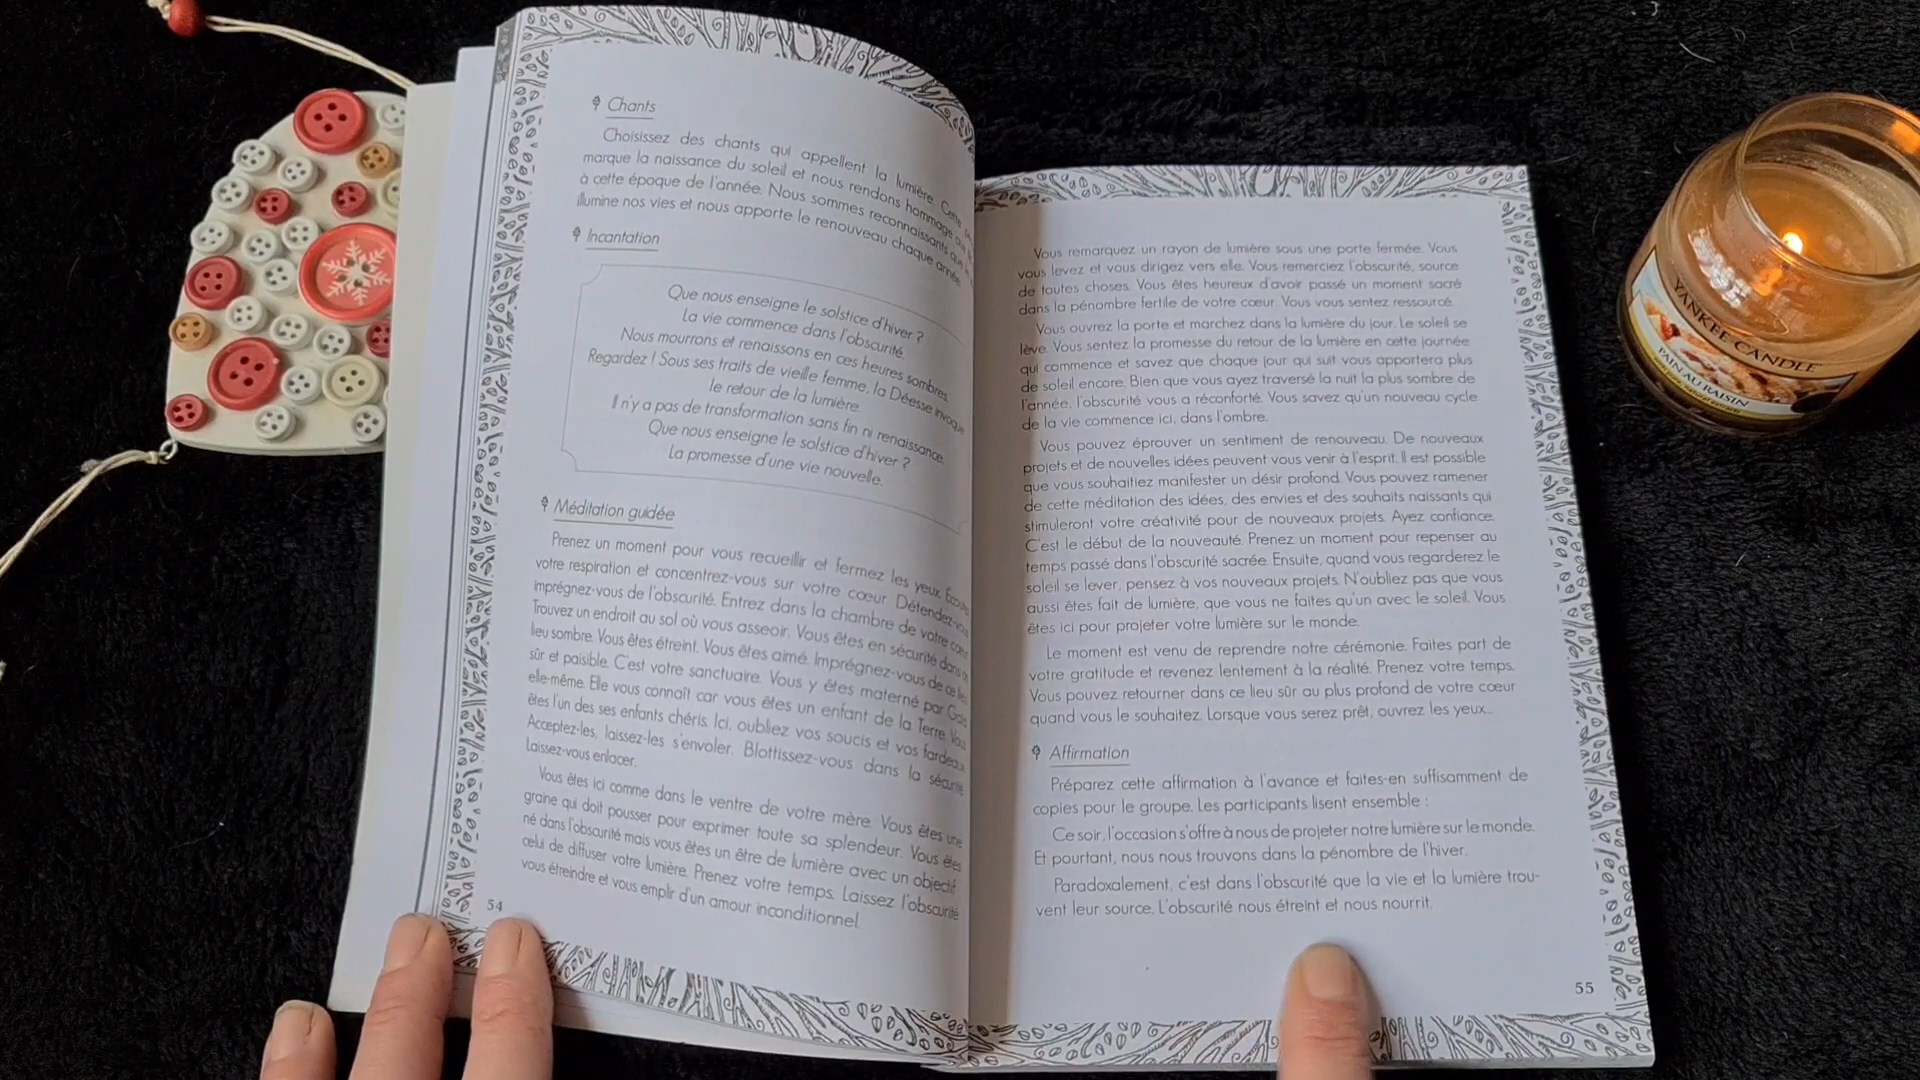 Chants
Choisissez des chants qui appellent la lumière. Cette
marque la naissance du soleil et nous rendons hommage
à cette époque de l'année. Nous sommes reconnaissants que
illumine nos vies et nous apporte le renouveau chaque année.
Incantation
Que nous enseigne le solstice d'hiver ?
La vie commence dans l'obscurité.
Nous mourrons et renaissons en ces heures sombres.
Regardez ! Sous ses traits de vieille femme, la Déesse invoque
le retour de la lumière.
Il n'y a pas de transformation sans fin ni renaissance.
Que nous enseigne le solstice d'hiver ?
La promesse d'une vie nouvelle.
Méditation guidée
Prenez un moment pour vous recueillir et fermez les yeux. Écoutez
votre respiration et concentrez-vous sur votre cœur. Détendez-vous
imprégnez-vous de l'obscurité. Entrez dans la chambre de votre cœur
Trouvez un endroit au sol où vous asseoir. Vous êtes en sécurité dans
lieu sombre. Vous êtes étreint. Vous êtes aimé. Imprégnez-vous de ce lieu
sûr et paisible. C'est votre sanctuaire. Vous y êtes materné par Gaïa
elle-même. Elle vous connaît car vous êtes un enfant de la Terre. Vous
êtes l'un des ses enfants chéris. Ici, oubliez vos soucis et vos fardeaux
Acceptez-les, laissez-les s'envoler. Blottissez-vous dans la sécurité
Laissez-vous enlacer.
Vous êtes ici comme dans le ventre de votre mère. Vous êtes une
graine qui doit pousser pour exprimer toute sa splendeur. Vous êtes
né dans l'obscurité mais vous êtes un être de lumière avec un objectif
celui de diffuser votre lumière. Prenez votre temps. Laissez l'obscurité
vous étreindre et vous emplir d'un amour inconditionnel.
54
Vous remarquez un rayon de lumière sous une porte fermée. Vous
vous levez et vous dirigez vers elle. Vous remerciez l'obscurité, source
de toutes choses. Vous êtes heureux d'avoir passé un moment sacré
dans la pénombre fertile de votre cœur. Vous vous sentez ressourcé.
Vous ouvrez la porte et marchez dans la lumière du jour. Le soleil se
lève. Vous sentez la promesse du retour de la lumière en cette journée
qui commence et savez que chaque jour qui suit vous apportera plus
de soleil encore. Bien que vous ayez traversé la nuit la plus sombre de
l'année, l'obscurité vous a réconforté. Vous savez qu'un nouveau cycle
de la vie commence ici, dans l'ombre.
Vous pouvez éprouver un sentiment de renouveau. De nouveaux
projets et de nouvelles idées peuvent vous venir à l'esprit. Il est possible
que vous souhaitiez manifester un désir profond. Vous pouvez ramener
de cette méditation des idées, des envies et des souhaits naissants qui
stimuleront votre créativité pour de nouveaux projets. Ayez confiance.
C'est le début de la nouveauté. Prenez un moment pour repenser au
temps passé dans l'obscurité sacrée. Ensuite, quand vous regarderez le
soleil se lever, pensez à vos nouveaux projets. N'oubliez pas que vous
aussi êtes fait de lumière, que vous ne faites qu'un avec le soleil. Vous
êtes ici pour projeter votre lumière sur le monde.
Le moment est venu de reprendre notre cérémonie. Faites part de
votre gratitude et revenez lentement à la réalité. Prenez votre temps.
Vous pouvez retourner dans ce lieu sûr au plus profond de votre cœur
quand vous le souhaitez. Lorsque vous serez prêt, ouvrez les yeux...
Affirmation
Préparez cette affirmation à l'avance et faites-en suffisamment de
copies pour le groupe. Les participants lisent ensemble :
Ce soir, l'occasion s'offre à nous de projeter notre lumière sur le monde.
Et pourtant, nous nous trouvons dans la pénombre de l'hiver.
Paradoxalement, c'est dans l'obscurité que la vie et la lumière trou-
vent leur source. L'obscurité nous étreint et nous nourrit.
55
YANKEE CANDLE
PAIN AU RAISIN